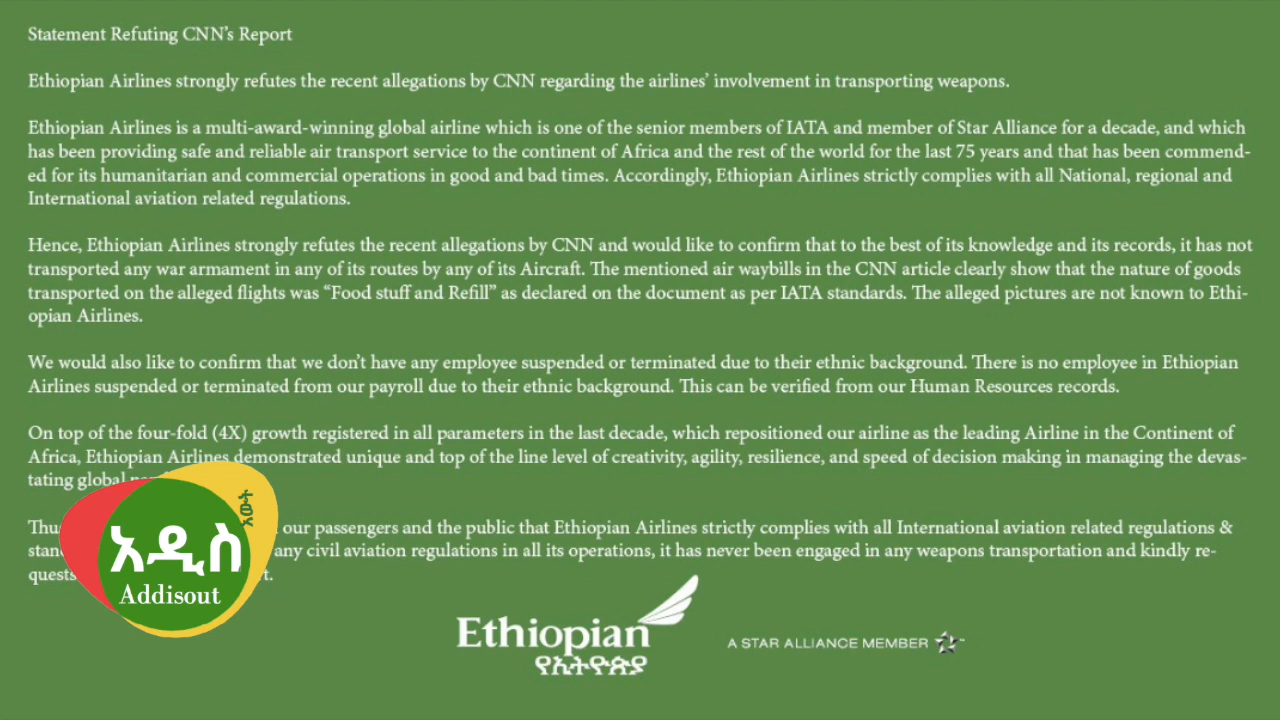 Statement Refuting CNN’s Report
Ethiopian Airlines strongly refutes the recent allegations by CNN regarding the airlines’ involvement in transporting weapons.
Ethiopian Airlines is a multi-award-winning global airline which is one of the senior members of IATA and member of Star Alliance for a decade, and which
has been providing safe and reliable air transport service to the continent of Africa and the rest of the world for the last 75 years and that has been commend-
ed for its humanitarian and commercial operations in good and bad times. Accordingly, Ethiopian Airlines strictly complies with all National, regional and
International aviation related regulations.
Hence, Ethiopian Airlines strongly refutes the recent allegations by CNN and would like to confirm that to the best of its knowledge and its records, it has not
transported any war armament in any of its routes by any of its Aircraft. The mentioned air waybills in the CNN article clearly show that the nature of goods
transported on the alleged flights was “Food stuff and Refill” as declared on the document as per IATA standards. The alleged pictures are not known to Ethi-
opian Airlines.
We would also like to confirm that we don’t have any employee suspended or terminated due to their ethnic background. There is no employee in Ethiopian
Airlines suspended or terminated from our payroll due to their ethnic background. This can be verified from our Human Resources records.
On top of the four-fold (4X) growth registered in all parameters in the last decade, which repositioned our airline as the leading Airline in the Continent of
Africa, Ethiopian Airlines demonstrated unique and top of the line level of creativity, agility, resilience, and speed of decision making in managing the devas-
tating global
our passengers and the public that Ethiopian Airlines strictly complies with all International aviation related regulations &
any civil aviation regulations in all its operations, it has never been engaged in any weapons transportation and kindly re-
quests
አውት
አዲስ
Addisout
Ethiopian
የኢትዮጵያ
A STAR ALLIANCE MEMBER